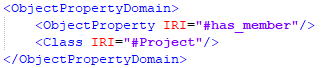 <ObjectPropertyDomain>
    <ObjectProperty IRI="#has_member"/>
    <Class IRI="#Project"/>
</ObjectPropertyDomain>